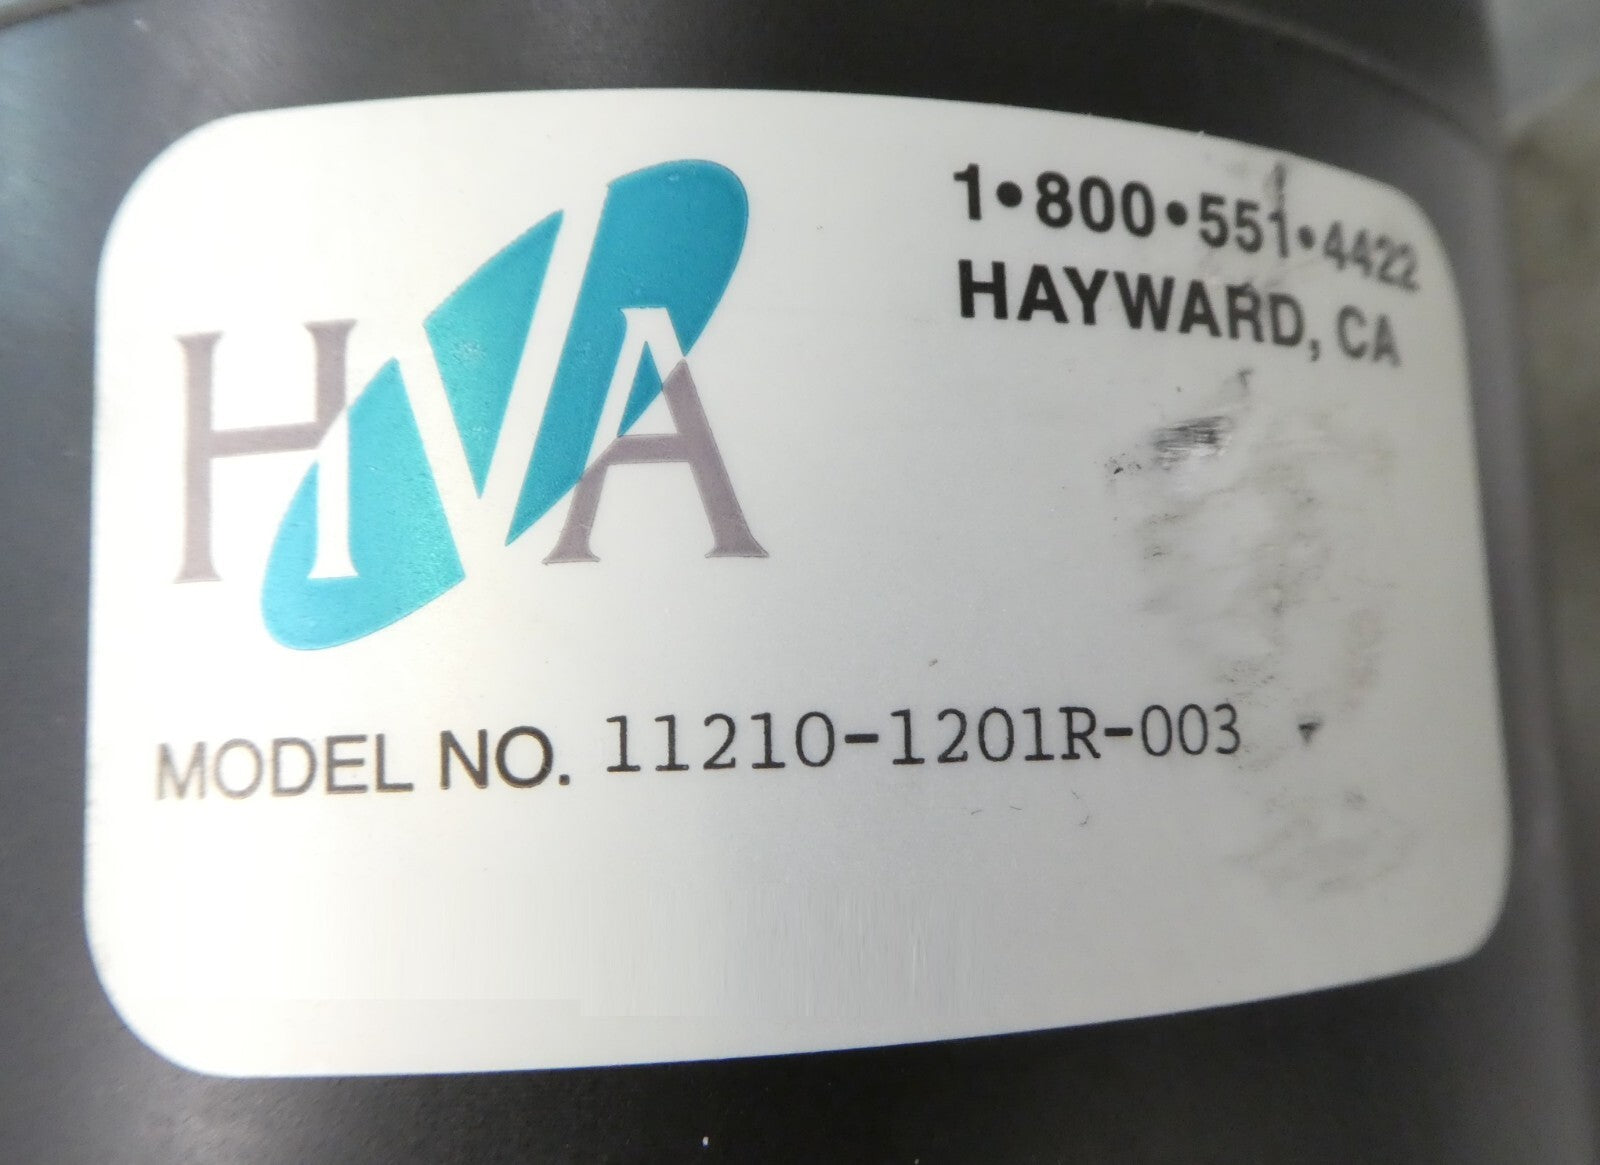 HVA
1•800•551•4422
HAYWARD, CA
MODEL NO. 11210-1201R-003